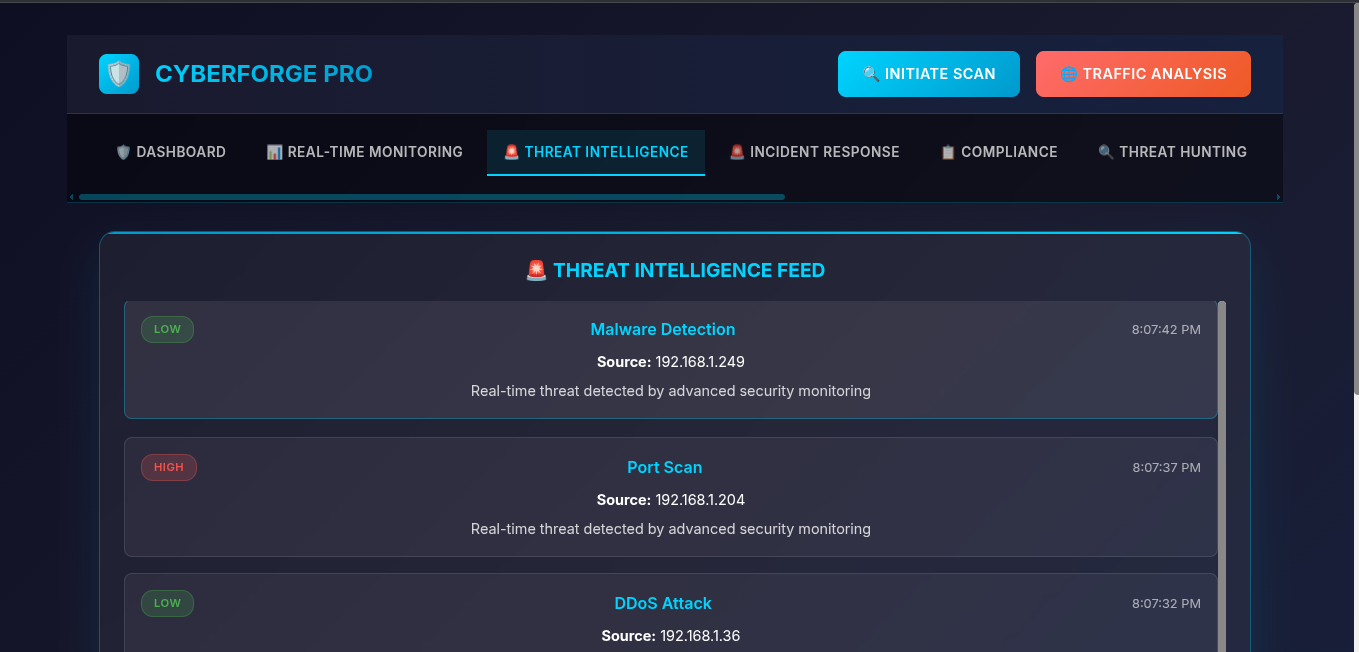 CYBERFORGE PRO
🔍 INITIATE SCAN
🌐 TRAFFIC ANALYSIS
🛡️ DASHBOARD
📊 REAL-TIME MONITORING
🚨 THREAT INTELLIGENCE
🚨 INCIDENT RESPONSE
📋 COMPLIANCE
🔍 THREAT HUNTING
🚨 THREAT INTELLIGENCE FEED
LOW
Malware Detection
8:07:42 PM
Source: 192.168.1.249
Real-time threat detected by advanced security monitoring
HIGH
Port Scan
8:07:37 PM
Source: 192.168.1.204
Real-time threat detected by advanced security monitoring
LOW
DDoS Attack
8:07:32 PM
Source: 192.168.1.36